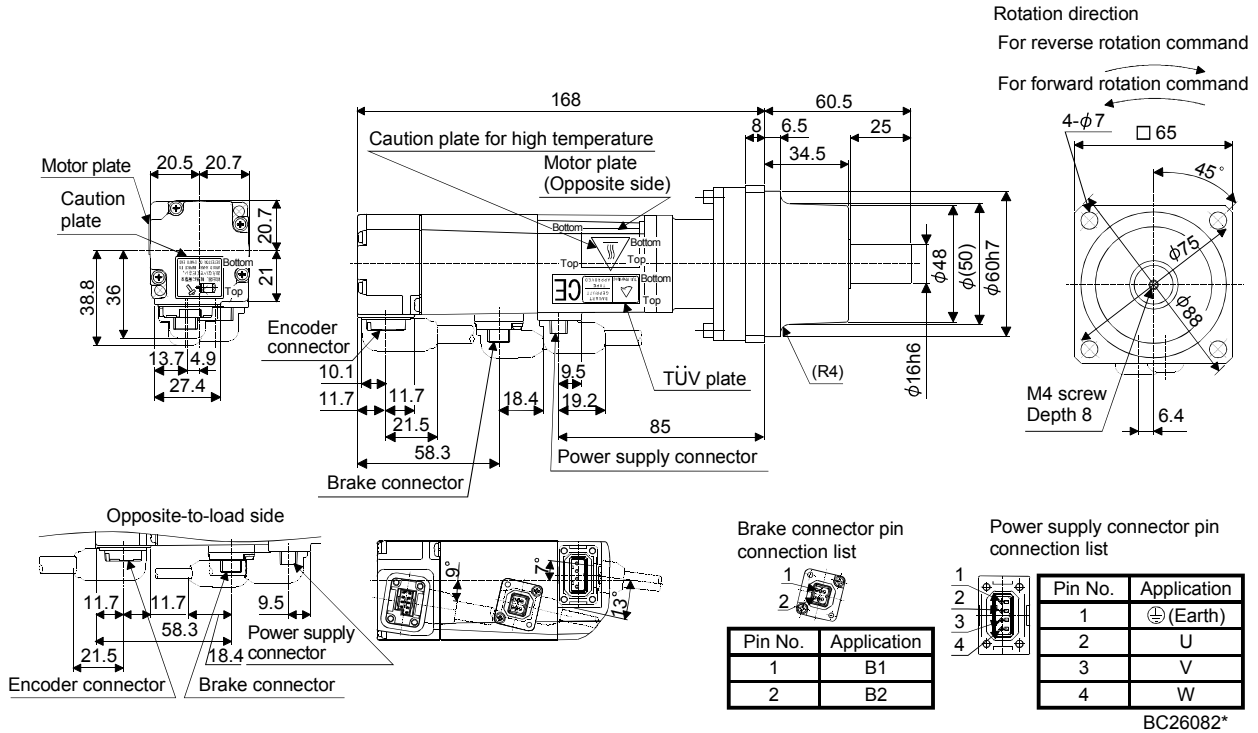 Rotation direction
For reverse rotation command
For forward rotation command
168
60.5
8
6.5
25
34.5
4-φ7
□ 65
45°
Caution plate for high temperature
Motor plate
(Opposite side)
Motor plate
20.5
20.7
Caution
plate
20.7
21
Bottom
Top
38.8
36
13.7
4.9
27.4
Bottom
Bottom
Top
Top
Bottom
Top
CE
φ48
φ(50)
φ60h7
φ16h6
φ75
φ88
Encoder
connector
TÜV plate
(R4)
10.1
11.7
11.7
21.5
58.3
18.4
9.5
19.2
85
M4 screw
Depth 8
6.4
Power supply connector
Brake connector
Opposite-to-load side
11.7
11.7
9.5
58.3
18.4
21.5
Power supply
connector
Encoder connector
Brake connector
9°
7°
13°
Brake connector pin
connection list
1
2
Pin No. Application
1 B1
2 B2
Power supply connector pin
connection list
1
2
3
4
Pin No. Application
1 (Earth)
2 U
3 V
4 W
BC26082*